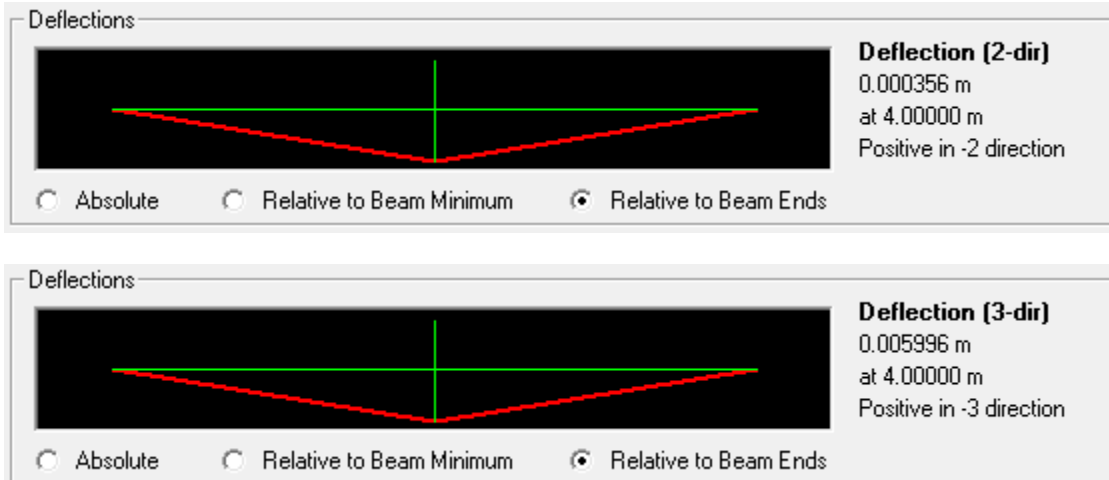 Deflections
Deflection (2-dir)
0.000356 m
at 4.00000 m
Positive in -2 direction
Absolute Relative to Beam Minimum Relative to Beam Ends
Deflections
Deflection (3-dir)
0.005996 m
at 4.00000 m
Positive in -3 direction
Absolute Relative to Beam Minimum Relative to Beam Ends